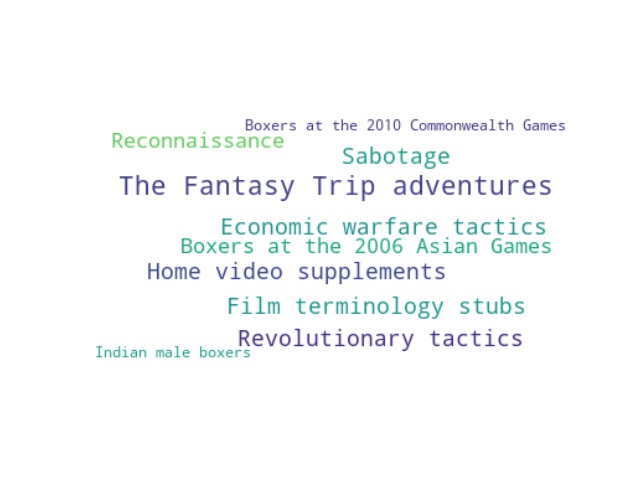 Boxers at the 2010 Commonwealth Games
Reconnaissance
Sabotage
The Fantasy Trip adventures
Economic warfare tactics
Boxers at the 2006 Asian Games
Home video supplements
Film terminology stubs
Revolutionary tactics
Indian male boxers